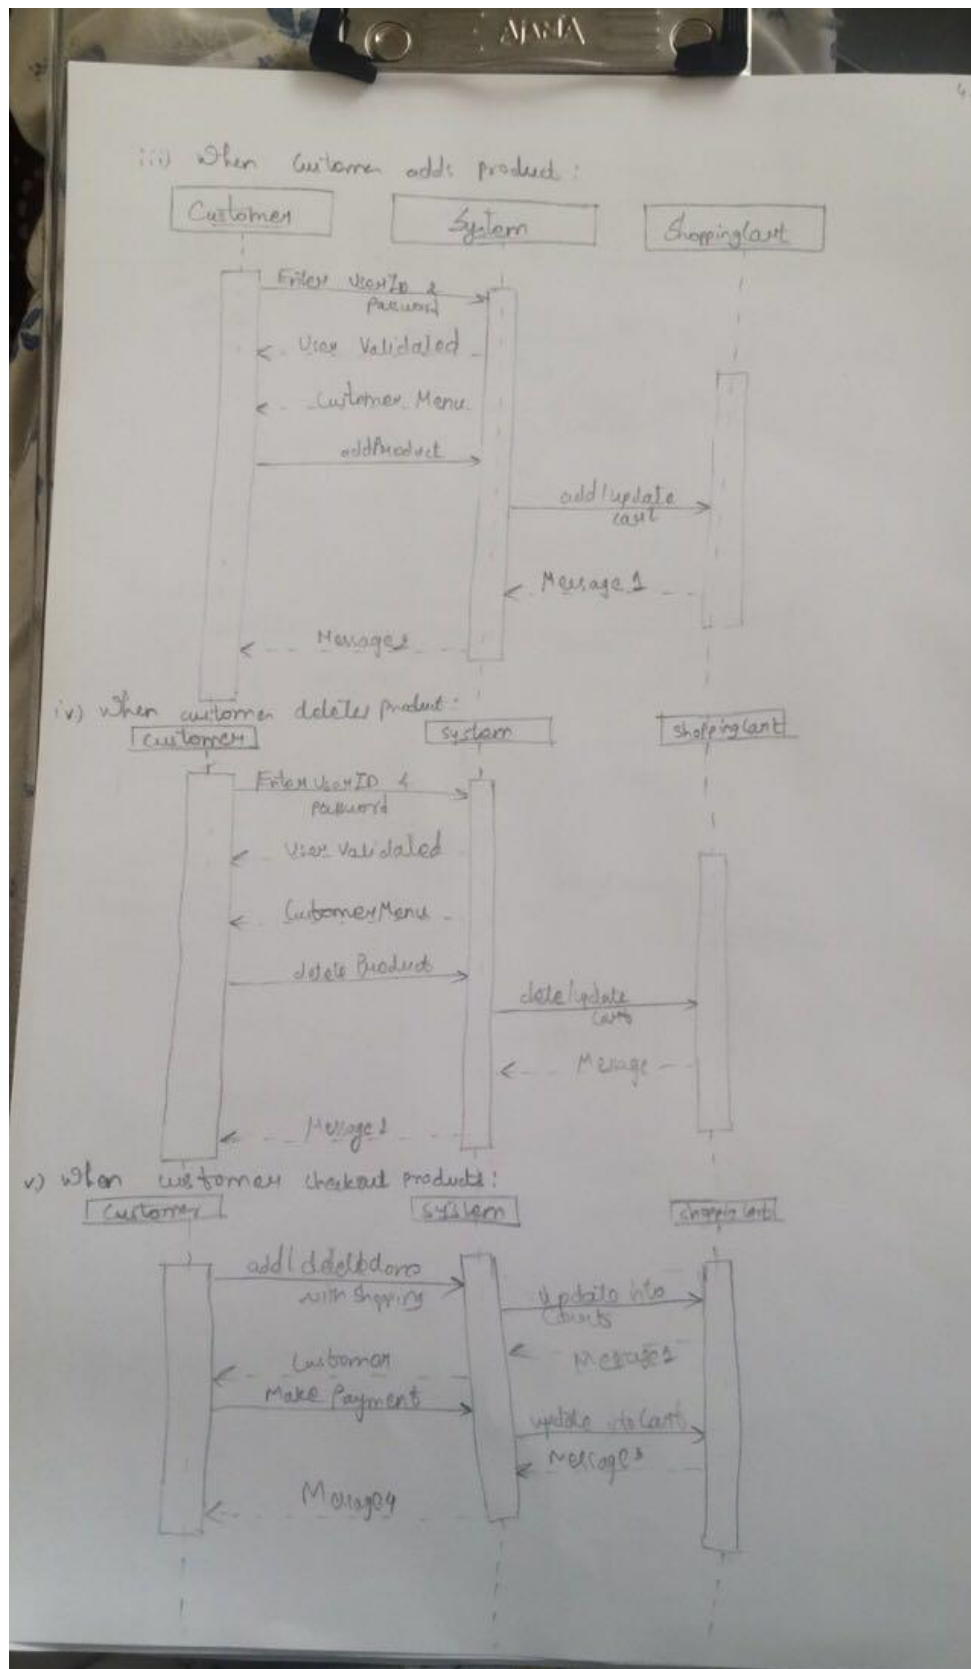 AJANTA
iii) When Customer adds product :
Customer System ShoppingCart
Enter UserID &
Password
User Validated
Customer Menu
addProduct
add/update
cart
Message 1
Message 2
iv) When customer deletes product :
Customer System shoppingCart
Enter UserID &
password
User Validated
CustomerMenu
delete Product
delete/update
cart
Message
Message 2
v) When customer checkout products :
Customer System shopping Cart
add/
with shopping
update into
Carts
Message 2
Customer
Make Payment
update into Cart
Message 3
Message 4